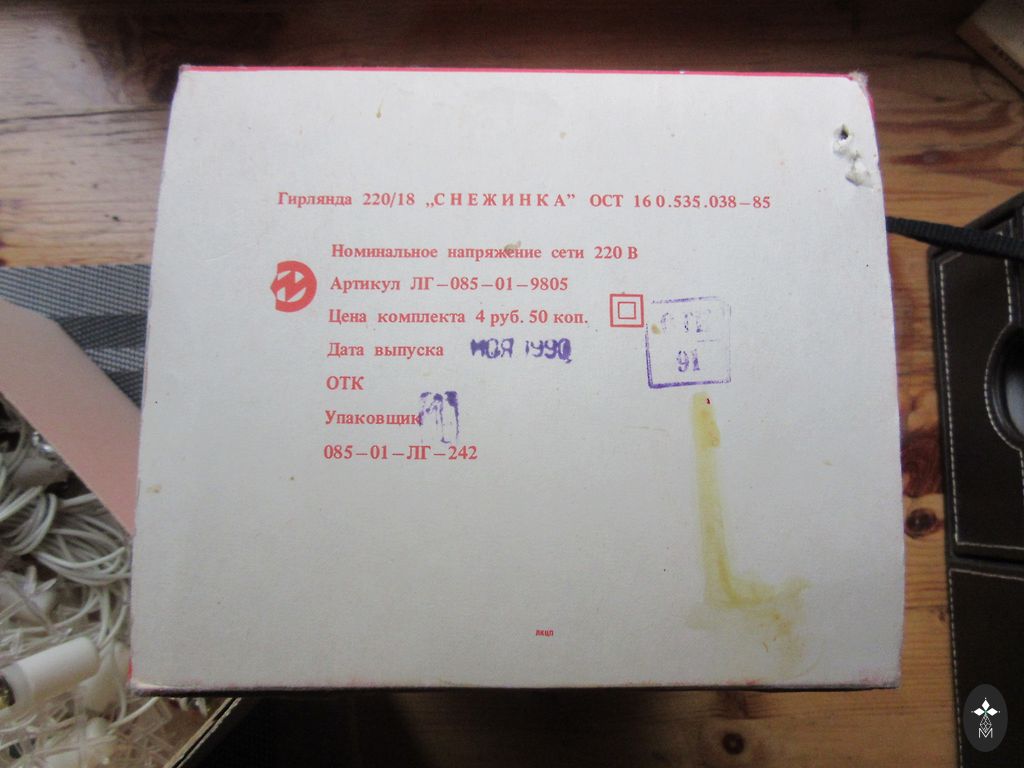 Гирлянда 220/18 „СНЕЖИНКА” ОСТ 16 0.535.038–85
Номинальное напряжение сети 220 В
Артикул ЛГ–085–01–9805
Цена комплекта 4 руб. 50 коп.
Дата выпуска НОЯ 1990
91
ОТК
Упаковщик
085–01–ЛГ–242
ЛКЦП
M